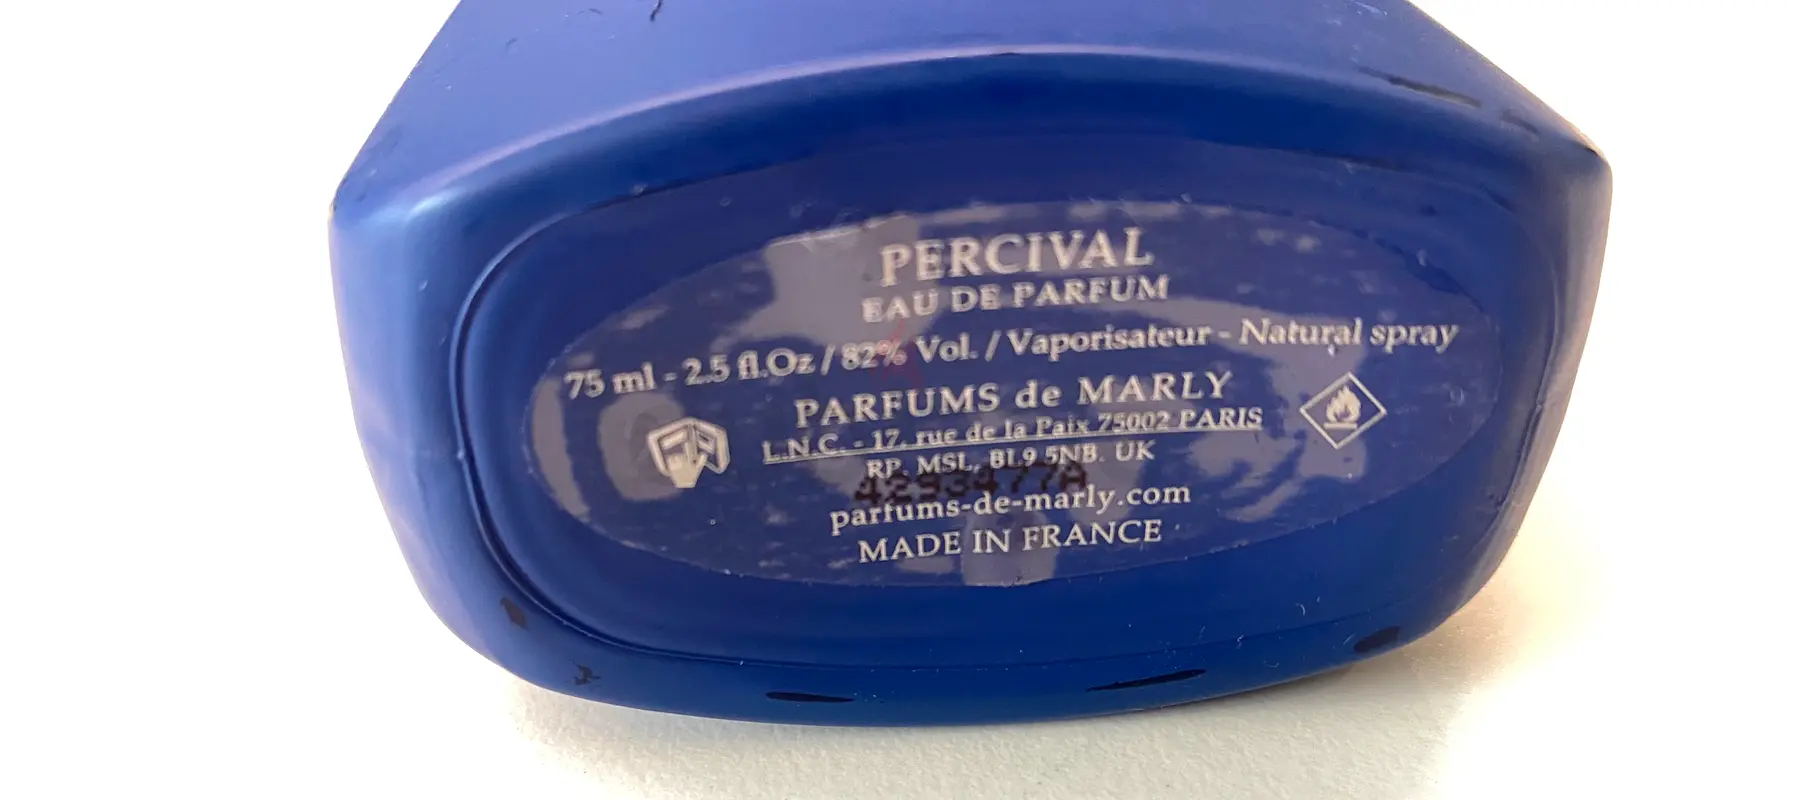 PERCIVAL
EAU DE PARFUM
75 ml - 2.5 fl.Oz / 82% Vol. / Vaporisateur - Natural spray
PARFUMS de MARLY
L.N.C. - 17, rue de la Paix 75002 PARIS
RP. MSL, BL9 5NB. UK
4293477A
parfums-de-marly.com
MADE IN FRANCE